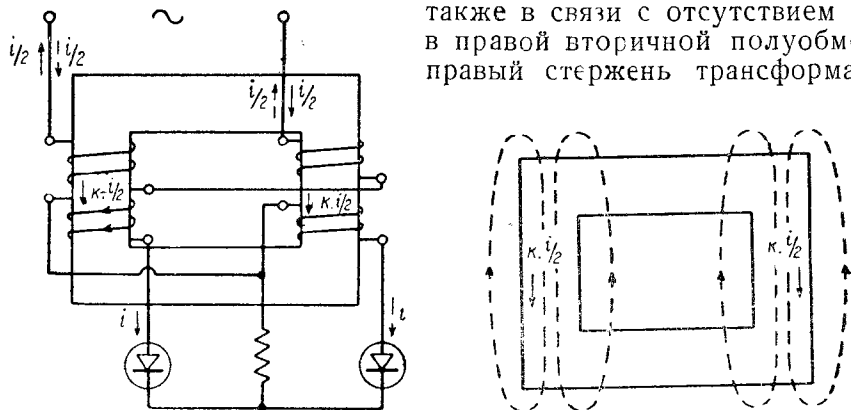 также в связи с отсутствием
в правой вторичной полуобм
правый стержень трансформа
~
i/2 i/2
i/2 i/2
к·i/2
к.i/2
i
i
к.i/2
к.i/2